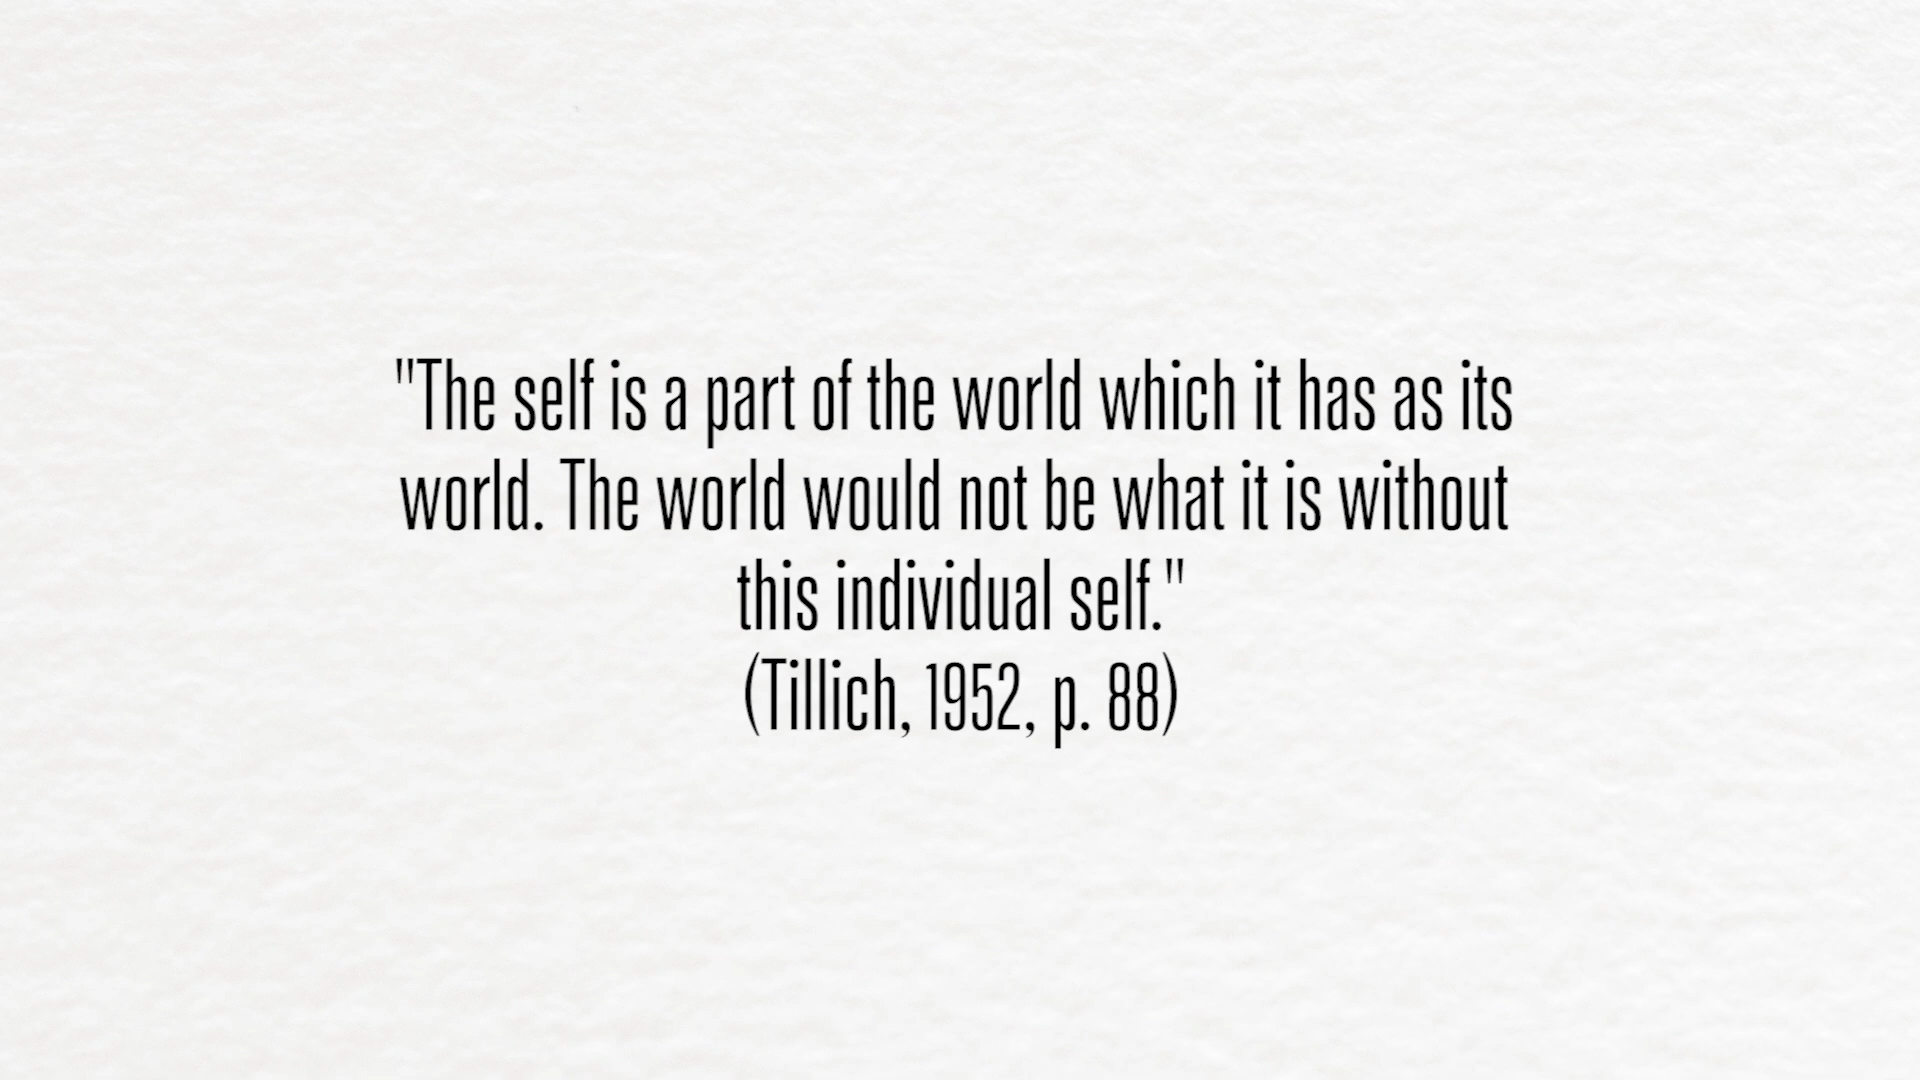 "The self is a part of the world which it has as its
world. The world would not be what it is without
this individual self."
(Tillich, 1952, p. 88)